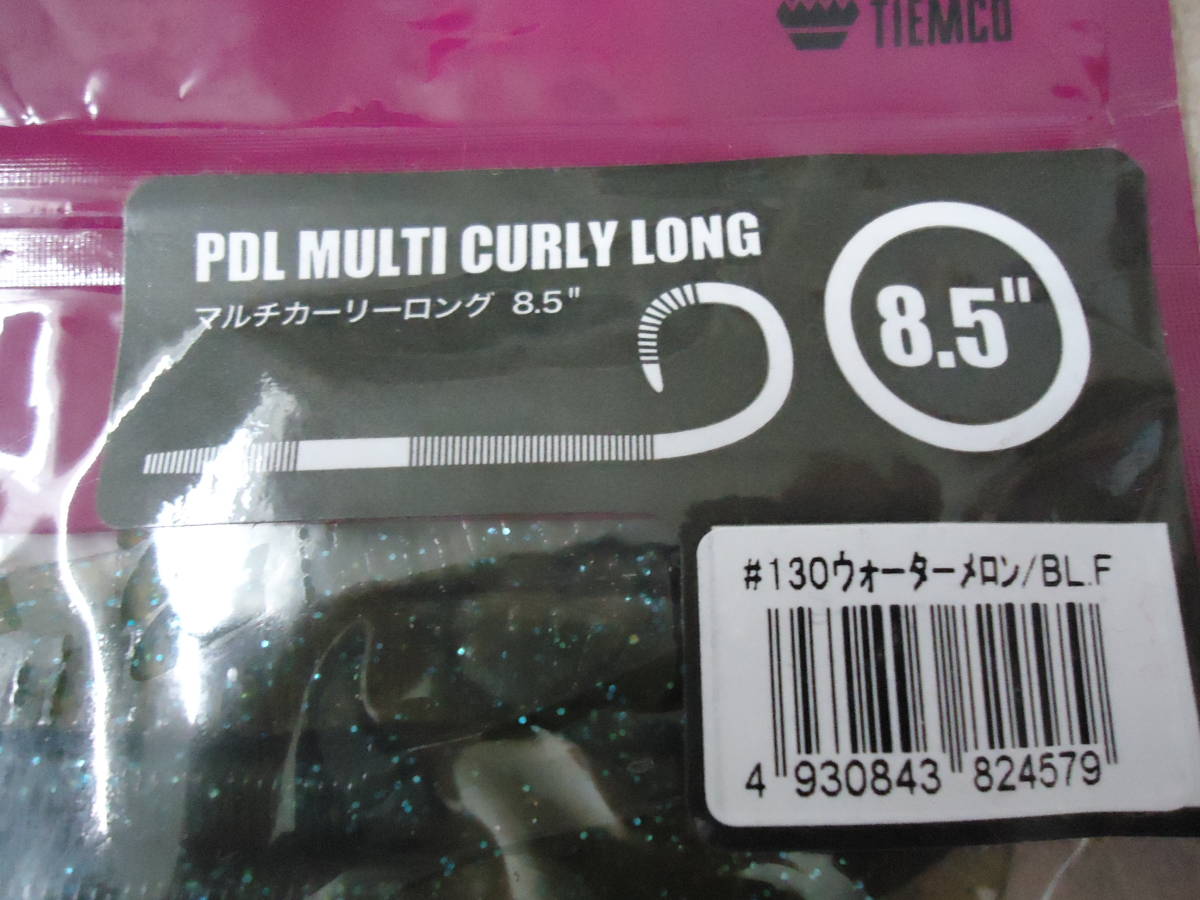 TIEMCO
PDL MULTI CURLY LONG
マルチカーリーロング 8.5"
8.5"
#130ウォーターメロン/BL.F
4 930843 824579